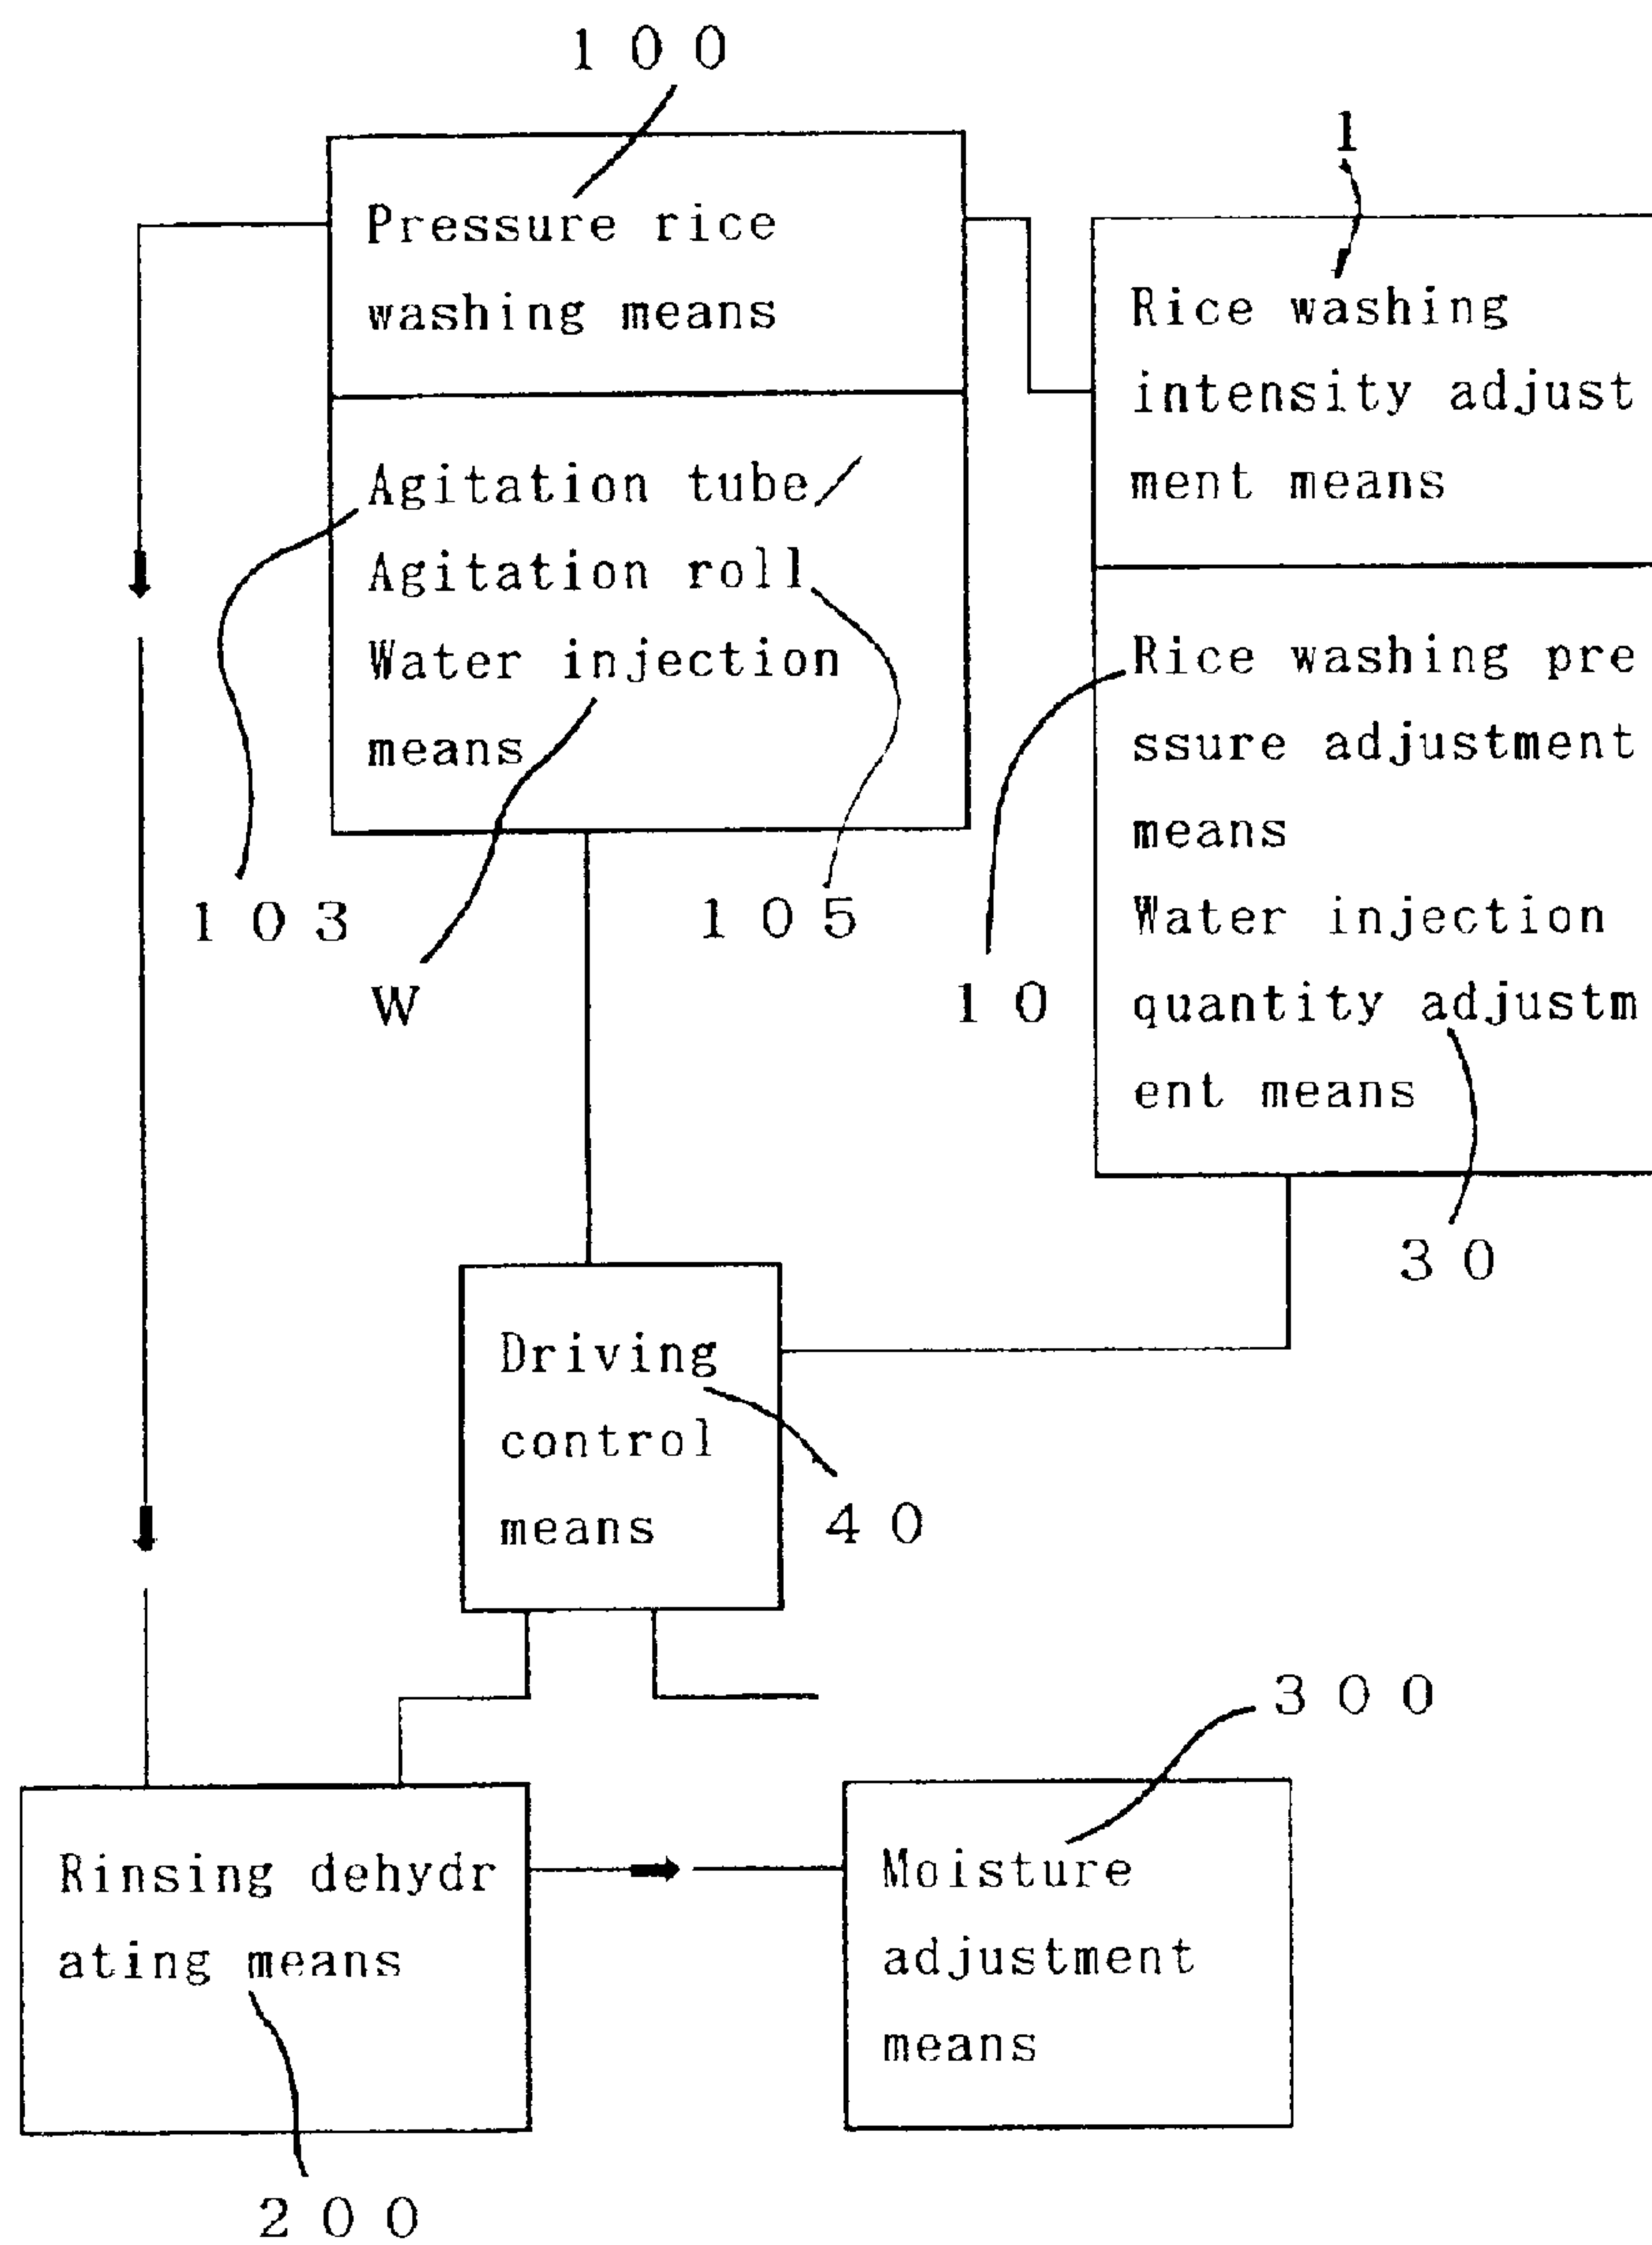 100
Pressure rice
washing means
Agitation tube/
Agitation roll
Water injection
means
103
W
105
1
Rice washing
intensity adjust
ment means
Rice washing pre
ssure adjustment
means
Water injection
quantity adjustm
ent means
10
30
Driving
control
means
40
Rinsing dehydr
ating means
200
300
Moisture
adjustment
means